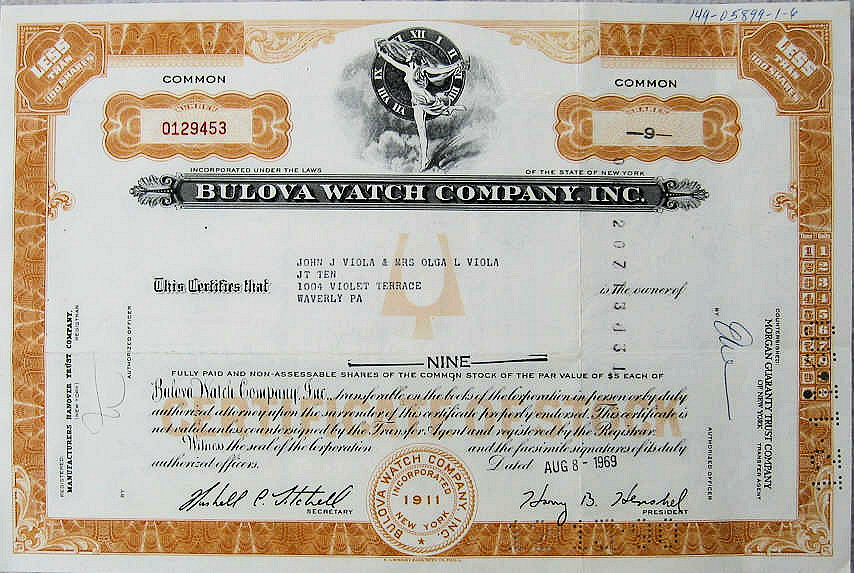 149-05899-1-6
LESS
THAN
100 SHARES
LESS
THAN
100 SHARES
COMMON
COMMON
0129453
—9—
XII I II
INCORPORATED UNDER THE LAWS
OF THE STATE OF NEW YORK
BULOVA WATCH COMPANY, INC.
This Certifies that
JOHN J VIOLA & MRS OLGA L VIOLA
JT TEN
1004 VIOLET TERRACE
WAVERLY PA
is the owner of
NINE
FULLY PAID AND NON-ASSESSABLE SHARES OF THE COMMON STOCK OF THE PAR VALUE OF $5 EACH OF
Bulova Watch Company, Inc., transferable on the books of the Corporation in person or by duly
authorized attorney upon the surrender of this certificate properly endorsed. This certificate is
not valid unless countersigned by the Transfer Agent and registered by the Registrar.
Witness the seal of the Corporation and the facsimile signatures of its duly
authorized officers.
Dated AUG 8 - 1969
SECRETARY
Harry B. Henshel
PRESIDENT
BULOVA WATCH COMPANY, INC.
INCORPORATED
1911
NEW YORK
REGISTERED
MANUFACTURERS HANOVER TRUST COMPANY,
(NEW YORK)
REGISTRAR
BY
AUTHORIZED OFFICER
COUNTERSIGNED
MORGAN GUARANTY TRUST COMPANY
OF NEW YORK
TRANSFER AGENT
BY
AUTHORIZED OFFICER